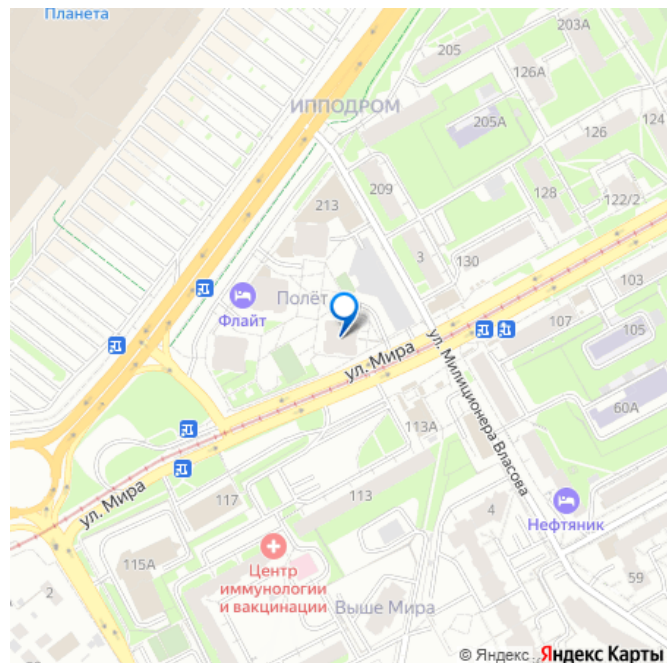 Планета
203А
205
126А
ИППОДРОМ
205А
124
126
209
128
122/2
213
3
130
103
Полёт
Флайт
107
105
ул. Мира
ул. Милиционера Власова
60А
113А
ул. Мира
117
113
4
Нефтяник
115А
Центр
иммунологии
и вакцинации
59
2
Выше Мира
© Яндекс Яндекс Карты